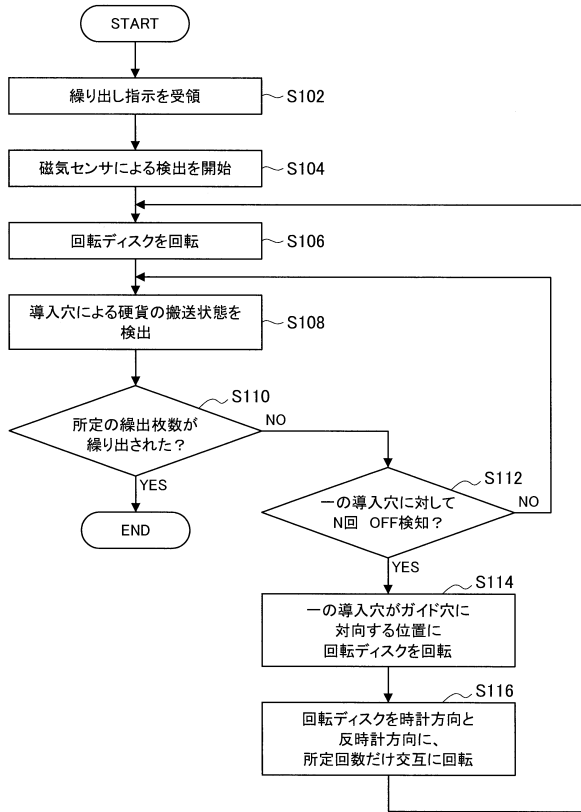 START
繰り出し指示を受領
S102
磁気センサによる検出を開始
S104
回転ディスクを回転
S106
導入穴による硬貨の搬送状態を
検出
S108
所定の繰出枚数が
繰り出された？
S110
NO
YES
END
一の導入穴に対して
N回 OFF検知？
S112
NO
YES
一の導入穴がガイド穴に
対向する位置に
回転ディスクを回転
S114
回転ディスクを時計方向と
反時計方向に、
所定回数だけ交互に回転
S116